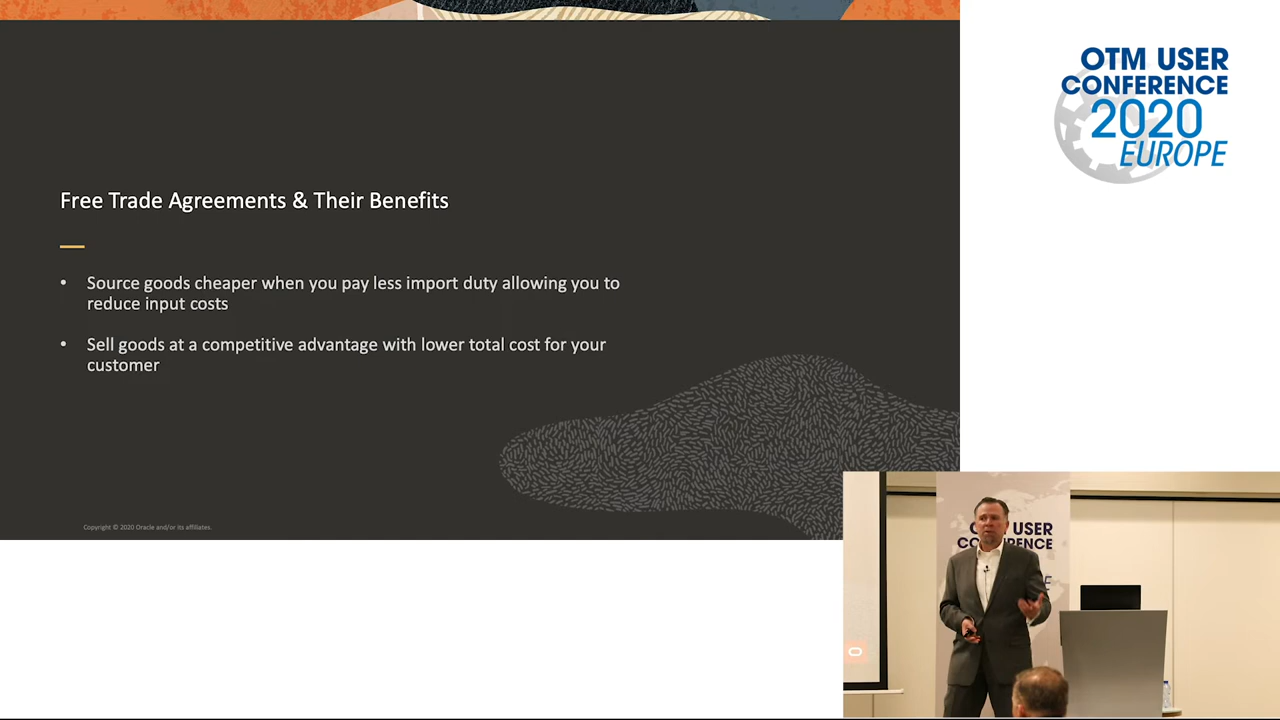 Free Trade Agreements & Their Benefits
• Source goods cheaper when you pay less import duty allowing you to
reduce input costs
• Sell goods at a competitive advantage with lower total cost for your
customer
Copyright © 2020 Oracle and/or its affiliates.
OTM USER
CONFERENCE
2020
EUROPE
USER